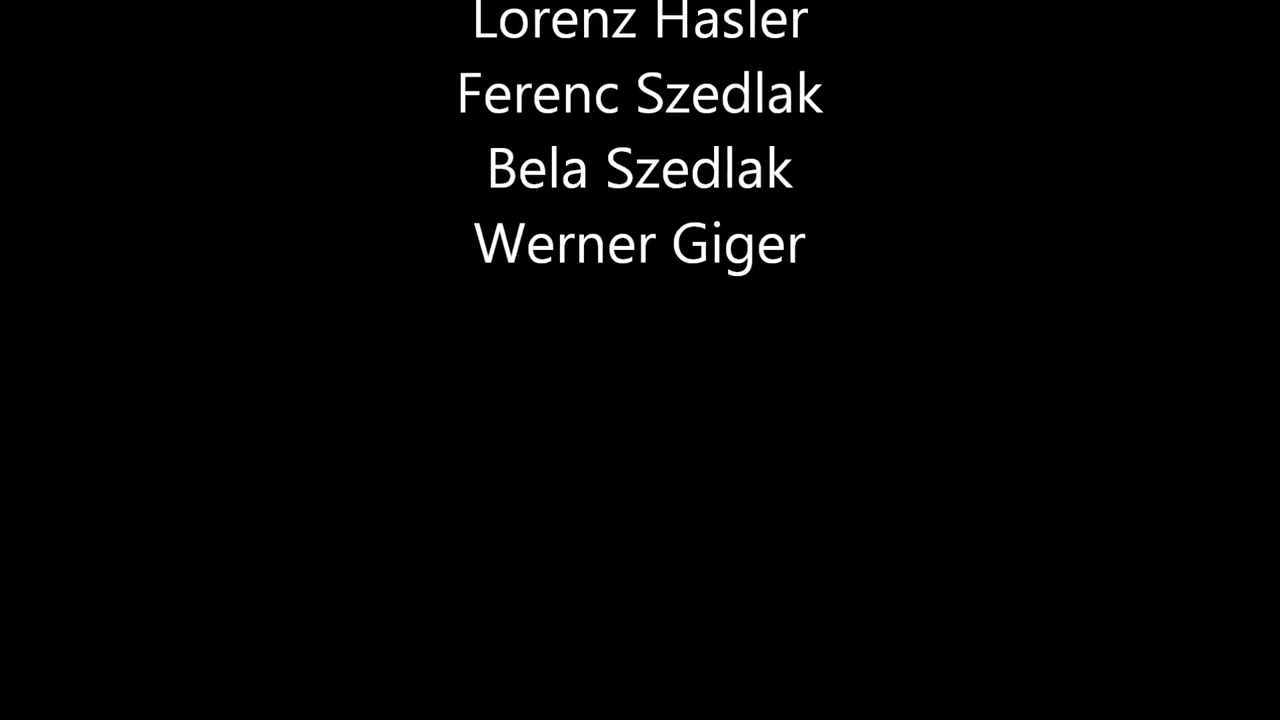 Lorenz Hasler
Ferenc Szedlak
Bela Szedlak
Werner Giger